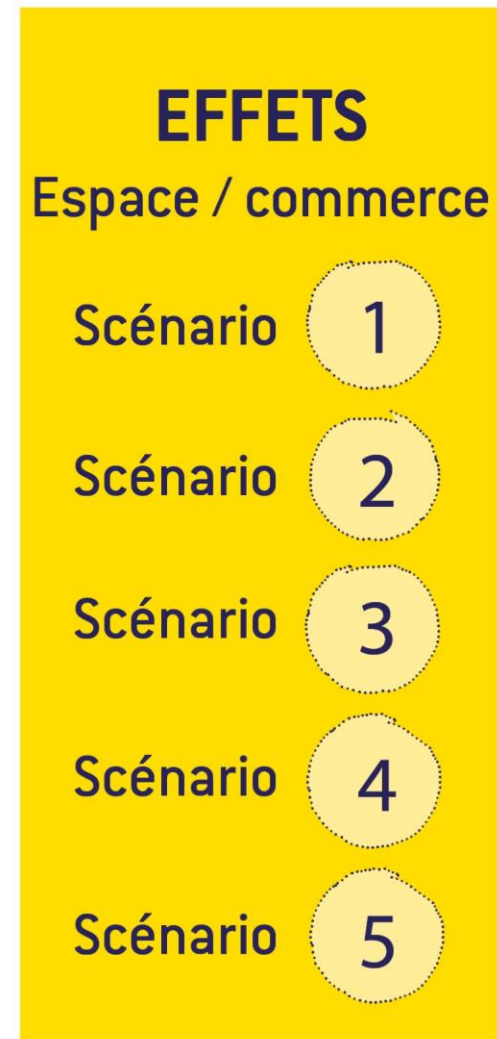 EFFETS
Espace / commerce
Scénario 1
Scénario 2
Scénario 3
Scénario 4
Scénario 5